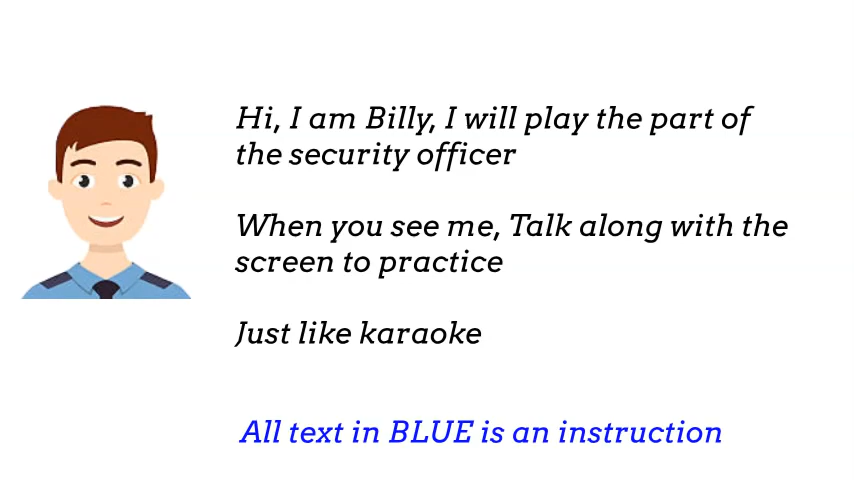 Hi, I am Billy, I will play the part of
the security officer
When you see me, Talk along with the
screen to practice
Just like karaoke
All text in BLUE is an instruction